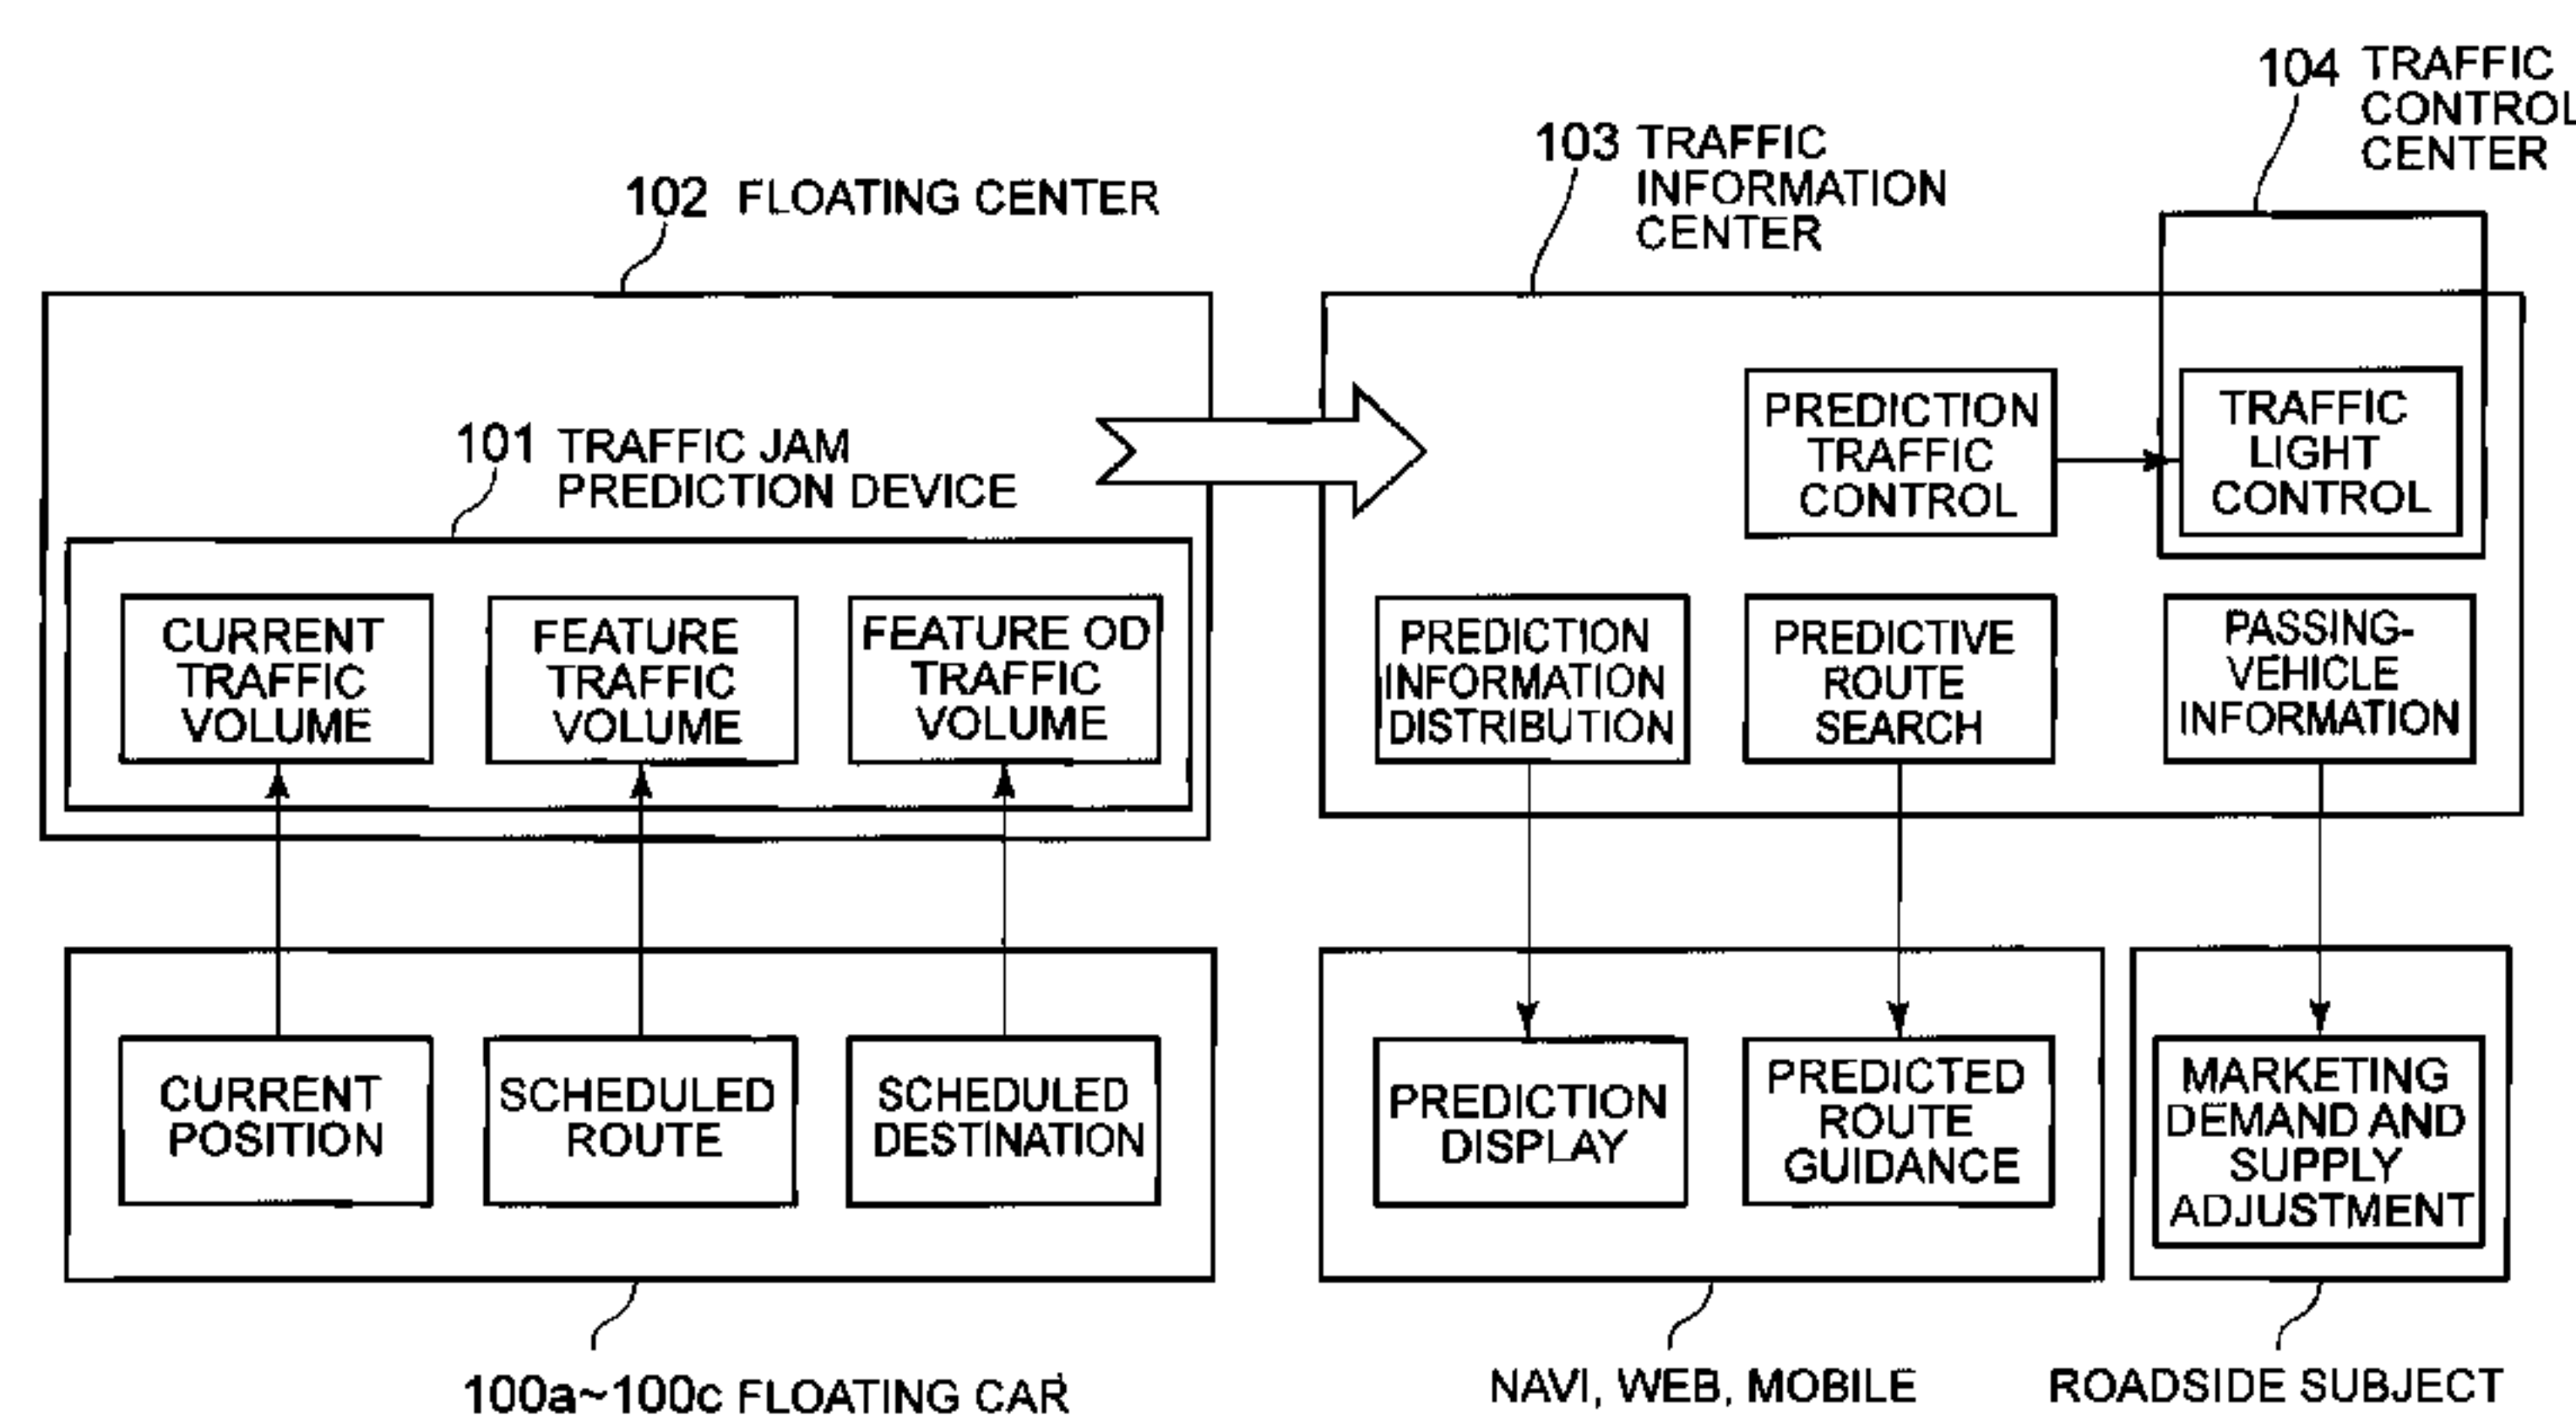 104 TRAFFIC
CONTROL
CENTER
103 TRAFFIC
INFORMATION
CENTER
102 FLOATING CENTER
101 TRAFFIC JAM
PREDICTION DEVICE
PREDICTION
TRAFFIC
CONTROL
TRAFFIC
LIGHT
CONTROL
CURRENT
TRAFFIC
VOLUME
FEATURE
TRAFFIC
VOLUME
FEATURE OD
TRAFFIC
VOLUME
PREDICTION
INFORMATION
DISTRIBUTION
PREDICTIVE
ROUTE
SEARCH
PASSING-
VEHICLE
INFORMATION
CURRENT
POSITION
SCHEDULED
ROUTE
SCHEDULED
DESTINATION
PREDICTION
DISPLAY
PREDICTED
ROUTE
GUIDANCE
MARKETING
DEMAND AND
SUPPLY
ADJUSTMENT
100a~100c FLOATING CAR
NAVI, WEB, MOBILE
ROADSIDE SUBJECT